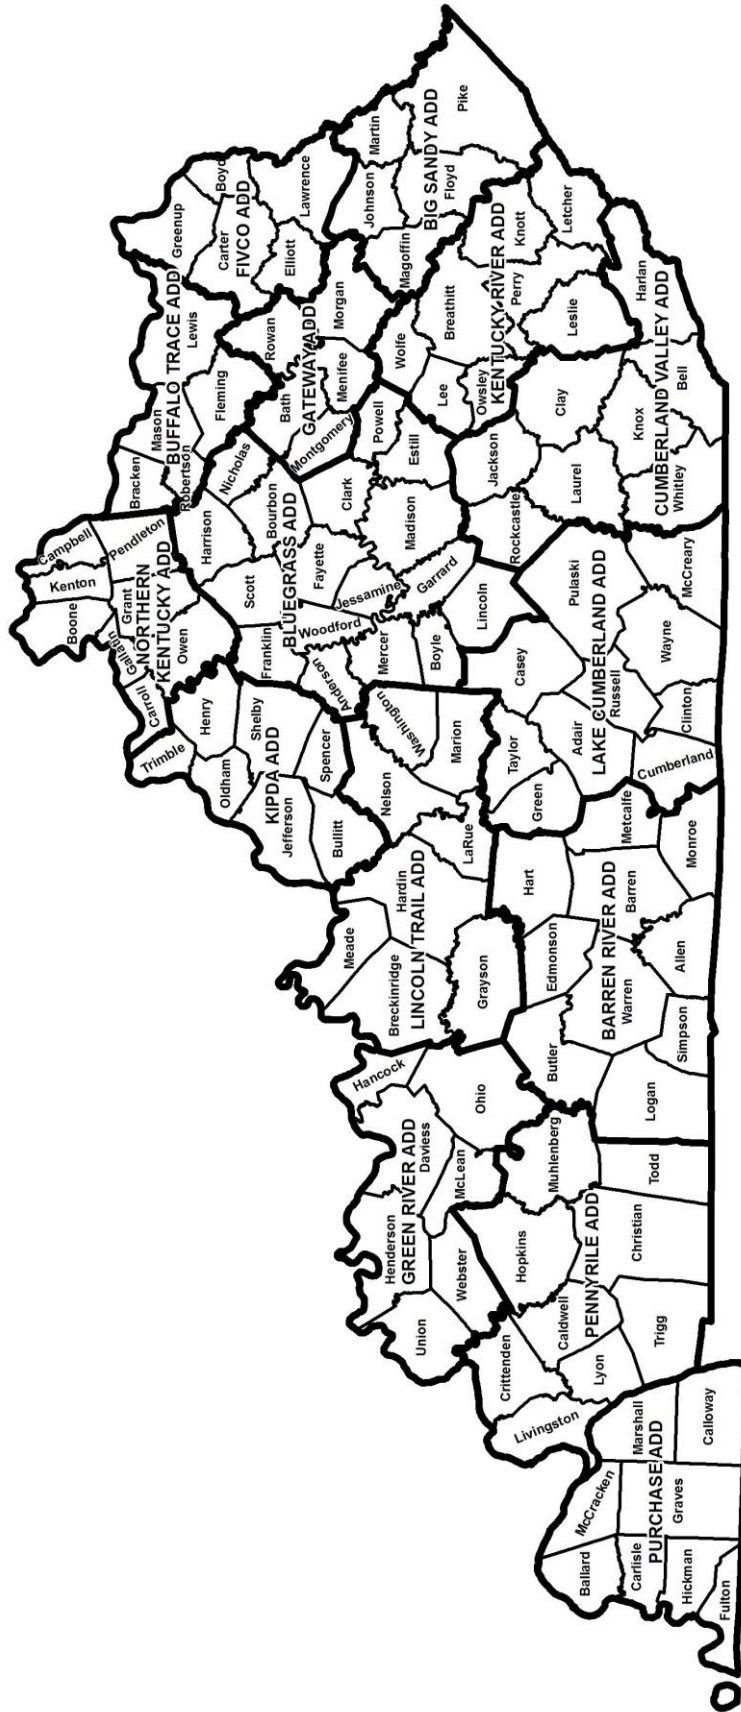 Boone
Kenton
Campbell
Gallatin
Grant
Pendleton
NORTHERN
KENTUCKY ADD
Carroll
Owen
Bracken
Mason
BUFFALO TRACE ADD
Robertson
Fleming
Lewis
Greenup
Carter
Boyd
FIVCO ADD
Elliott
Lawrence
Rowan
Bath
GATEWAY ADD
Montgomery
Menifee
Morgan
Johnson
Martin
Magoffin
BIG SANDY ADD
Floyd
Pike
Trimble
Henry
Oldham
Shelby
KIPDA ADD
Jefferson
Spencer
Bullitt
Harrison
Nicholas
Scott
Bourbon
Franklin
BLUEGRASS ADD
Fayette
Woodford
Clark
Anderson
Jessamine
Mercer
Madison
Powell
Estill
Garrard
Boyle
Lincoln
Wolfe
Lee
Breathitt
Owsley
KENTUCKY RIVER ADD
Perry
Knott
Leslie
Letcher
Meade
Breckinridge
Hardin
LINCOLN TRAIL ADD
Nelson
Washington
LaRue
Marion
Grayson
Hancock
Henderson
GREEN RIVER ADD
Daviess
Union
Webster
McLean
Ohio
Jackson
Rockcastle
Laurel
Clay
Knox
CUMBERLAND VALLEY ADD
Whitley
Bell
Harlan
Casey
Taylor
Green
Pulaski
Adair
LAKE CUMBERLAND ADD
Russell
Wayne
McCreary
Clinton
Cumberland
Hart
Edmonson
Butler
BARREN RIVER ADD
Warren
Barren
Metcalfe
Logan
Simpson
Allen
Monroe
Crittenden
Livingston
Hopkins
Muhlenberg
Caldwell
PENNYRILE ADD
Lyon
Trigg
Christian
Todd
Ballard
McCracken
Carlisle
PURCHASE ADD
Marshall
Graves
Hickman
Calloway
Fulton